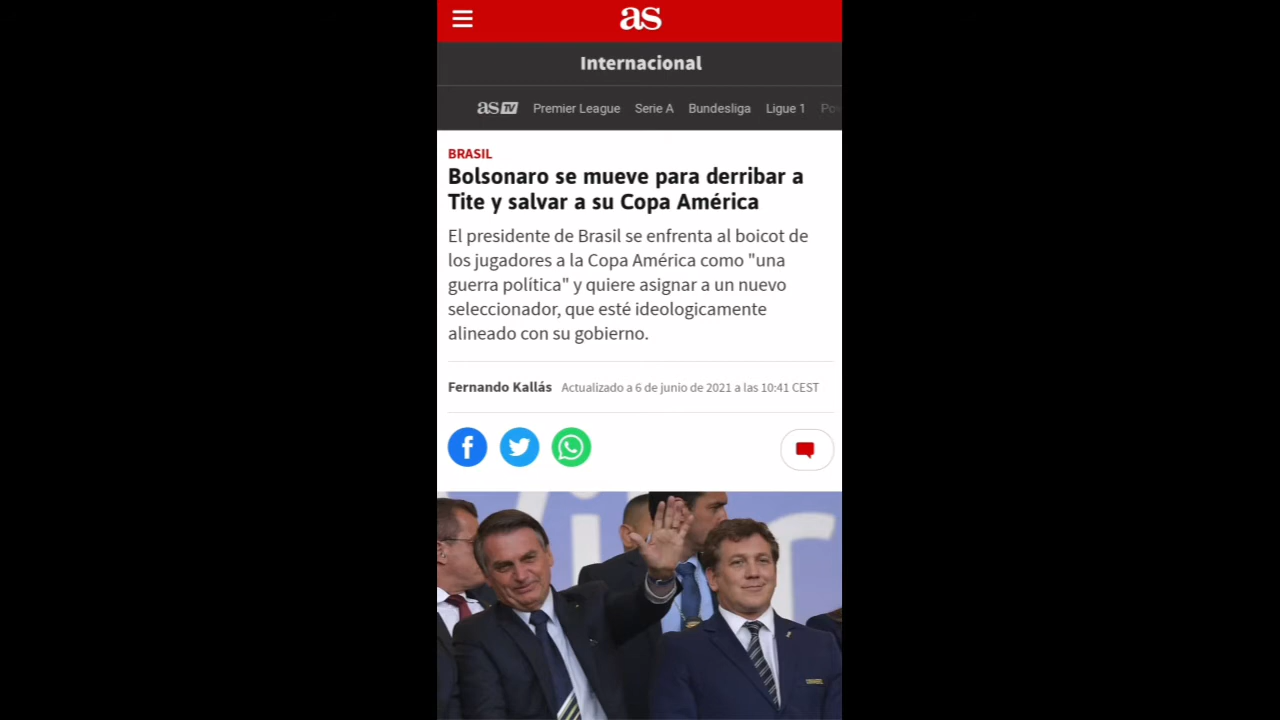 as
Internacional
as TV Premier League Serie A Bundesliga Ligue 1
BRASIL
Bolsonaro se mueve para derribar a
Tite y salvar a su Copa América
El presidente de Brasil se enfrenta al boicot de
los jugadores a la Copa América como "una
guerra política" y quiere asignar a un nuevo
seleccionador, que esté ideologicamente
alineado con su gobierno.
Fernando Kallás Actualizado a 6 de junio de 2021 a las 10:41 CEST